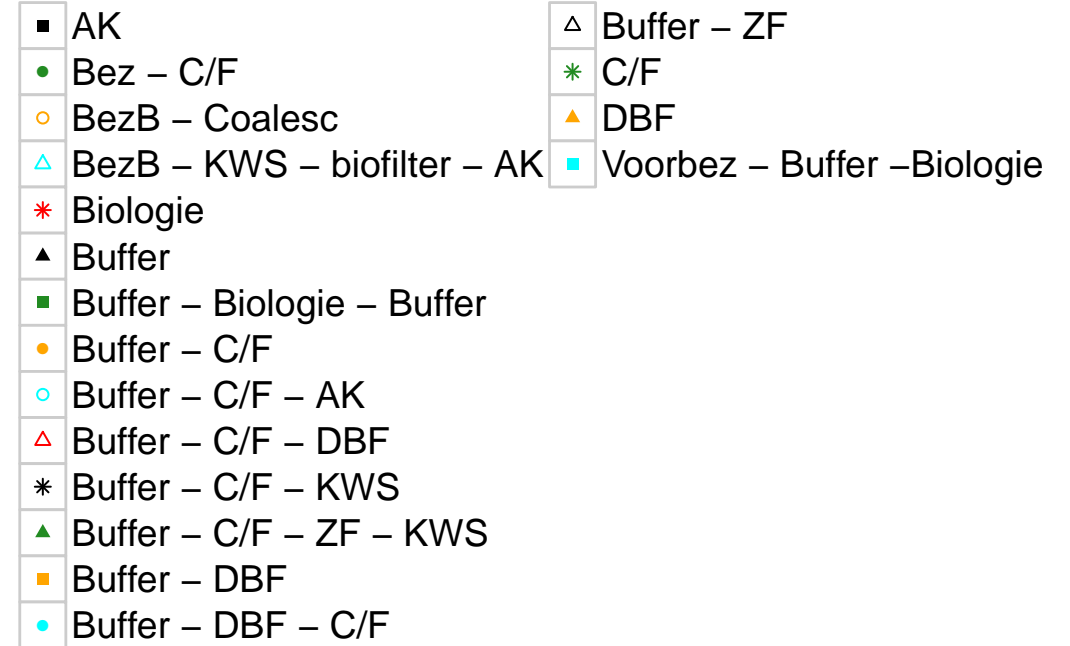 AK
Bez – C/F
BezB – Coalesc
BezB – KWS – biofilter – AK
Biologie
Buffer
Buffer – Biologie – Buffer
Buffer – C/F
Buffer – C/F – AK
Buffer – C/F – DBF
Buffer – C/F – KWS
Buffer – C/F – ZF – KWS
Buffer – DBF
Buffer – DBF – C/F
Buffer – ZF
C/F
DBF
Voorbez – Buffer –Biologie